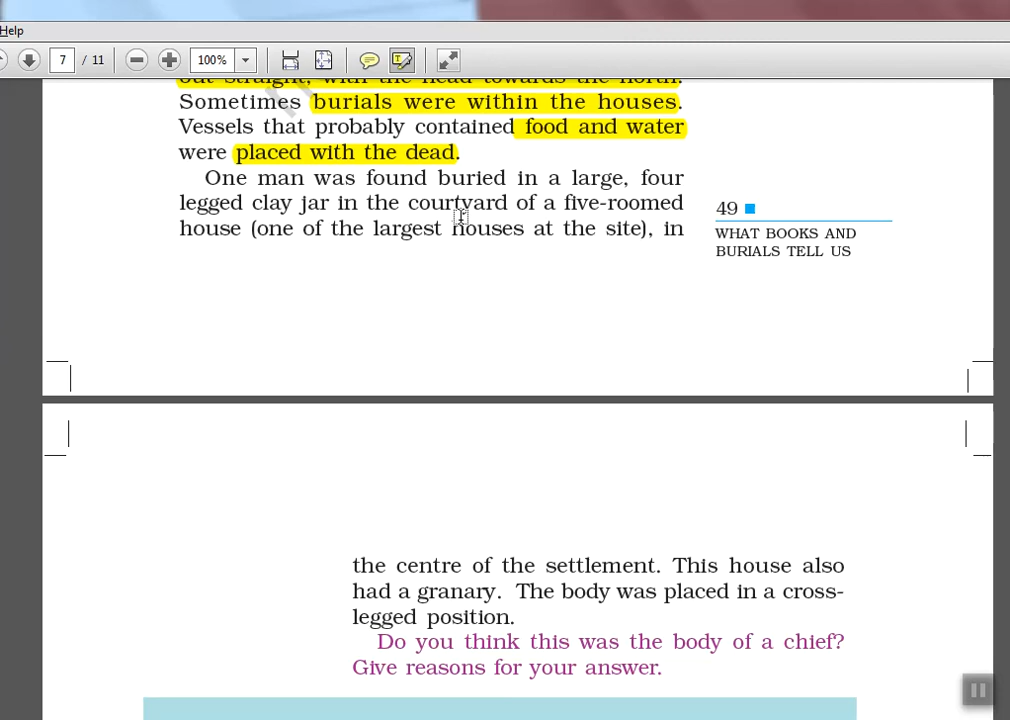 Help
7 / 11
100%
out straight, with the head towards the north.
Sometimes burials were within the houses.
Vessels that probably contained food and water
were placed with the dead.
One man was found buried in a large, four
legged clay jar in the courtyard of a five-roomed
house (one of the largest houses at the site), in
49
WHAT BOOKS AND
BURIALS TELL US
the centre of the settlement. This house also
had a granary. The body was placed in a cross-
legged position.
Do you think this was the body of a chief?
Give reasons for your answer.